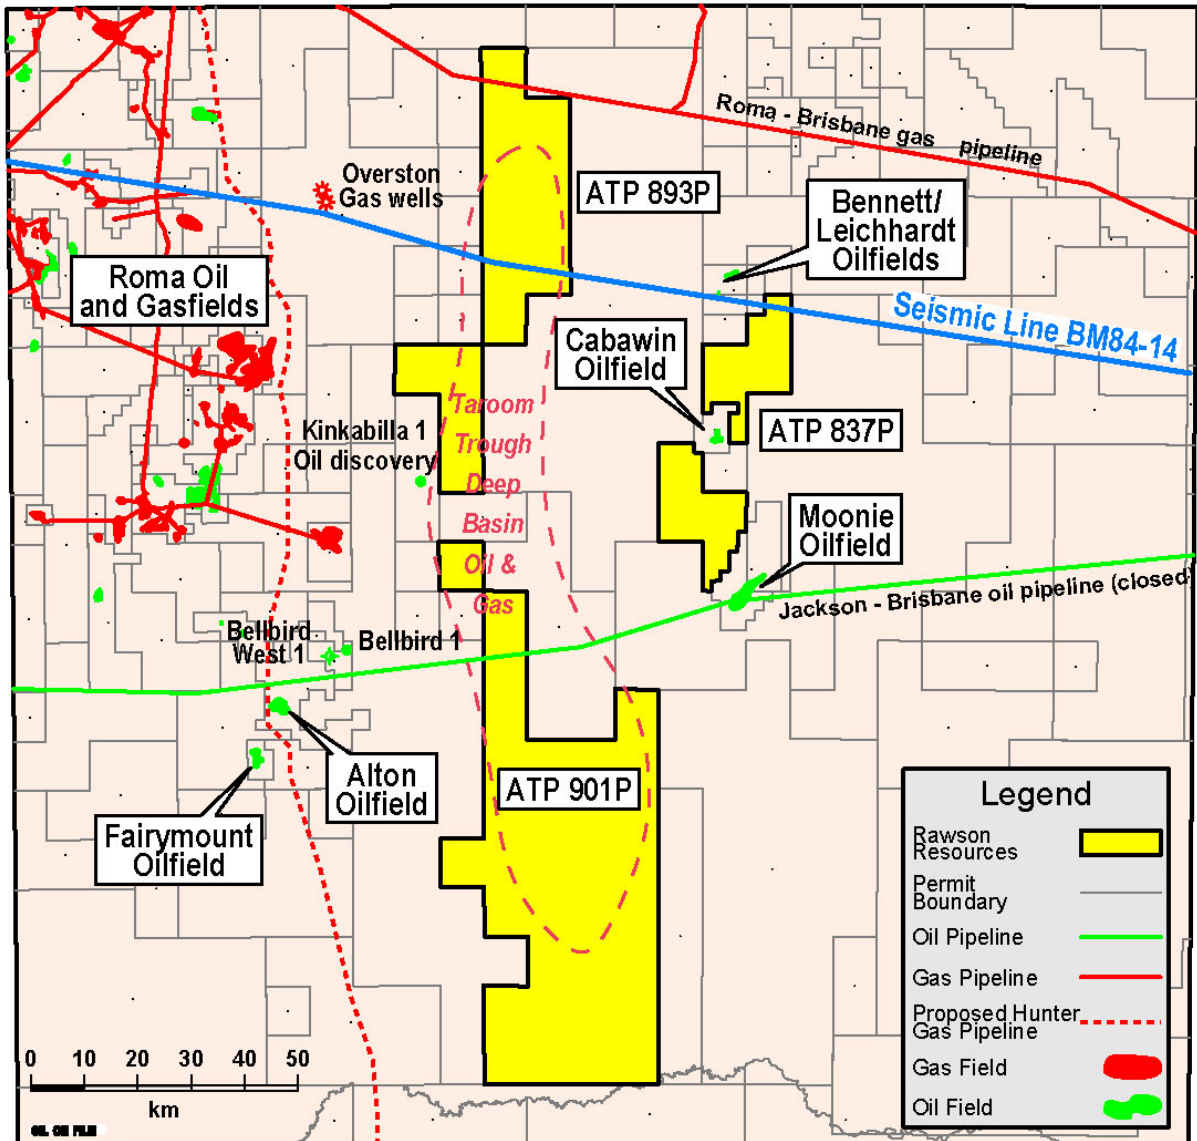 Roma - Brisbane gas pipeline
Overston
Gas wells
ATP 893P
Bennett/
Leichhardt
Oilfields
Roma Oil
and Gasfields
Seismic Line BM84-14
Cabawin
Oilfield
Taroom
Trough
Deep
Basin
Oil &
Gas
Kinkabilla 1
Oil discovery
ATP 837P
Moonie
Oilfield
Jackson - Brisbane oil pipeline (closed)
Bellbird
West 1
Bellbird 1
Alton
Oilfield
ATP 901P
Fairymount
Oilfield
Legend
Rawson
Resources
Permit
Boundary
Oil Pipeline
Gas Pipeline
Proposed Hunter
Gas Pipeline
Gas Field
Oil Field
0 10 20 30 40 50
km